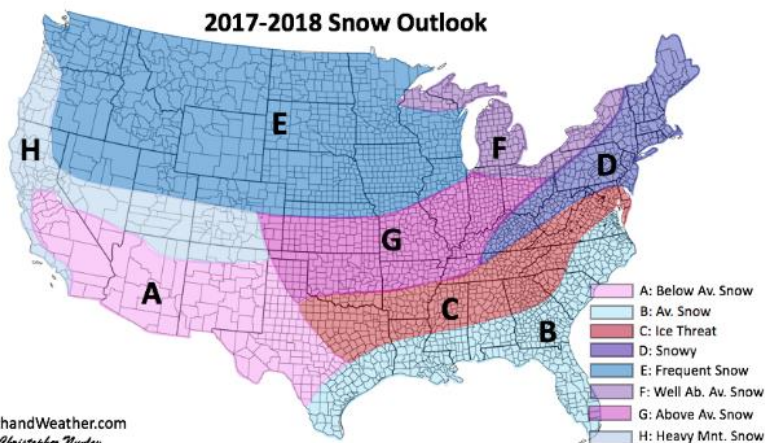 2017-2018 Snow Outlook
E
H
F
D
G
A
C
B
A: Below Av. Snow
B: Av. Snow
C: Ice Threat
D: Snowy
E: Frequent Snow
F: Well Ab. Av. Snow
G: Above Av. Snow
H: Heavy Mnt. Snow
handWeather.com
Christopher